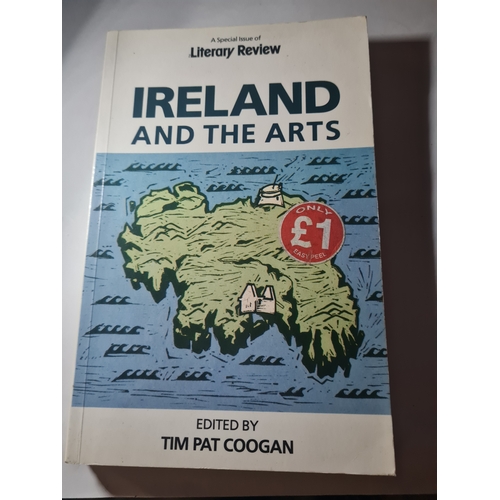 A Special Issue of
Literary Review
IRELAND
AND THE ARTS
ONLY
£1
EASY PEEL
EDITED BY
TIM PAT COOGAN